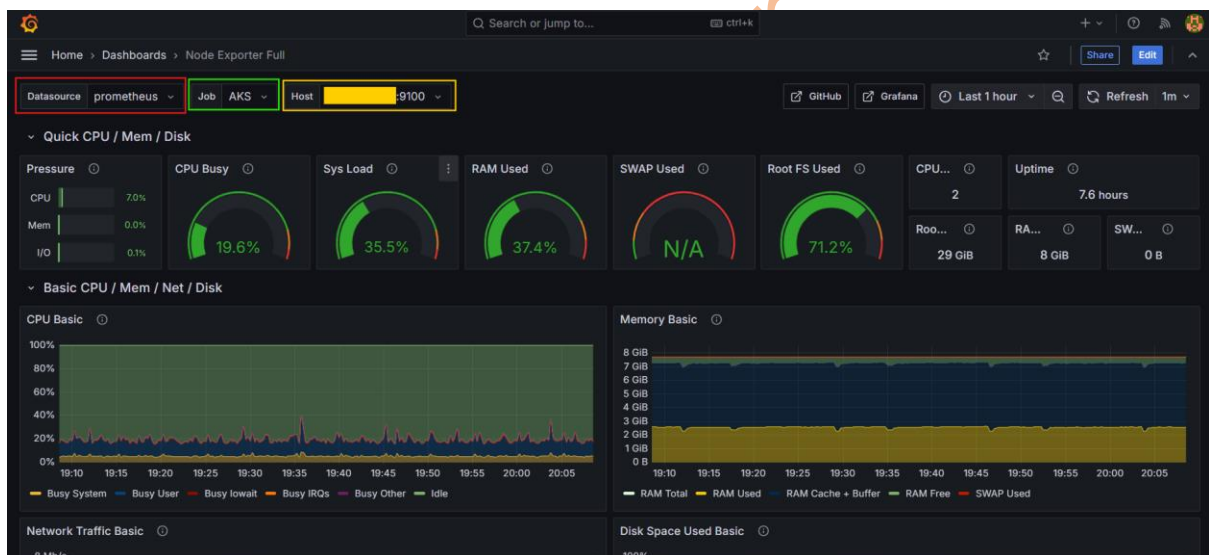 Search or jump to... ctrl+k
Home › Dashboards › Node Exporter Full
Share Edit
Datasource prometheus Job AKS Host :9100
GitHub Grafana Last 1 hour Refresh 1m
Quick CPU / Mem / Disk
Pressure CPU Busy Sys Load RAM Used SWAP Used Root FS Used CPU... Uptime
CPU 7.0%
Mem 0.0%
I/O 0.1%
19.6% 35.5% 37.4% N/A 71.2%
2 7.6 hours
Roo... RA... SW...
29 GiB 8 GiB 0 B
Basic CPU / Mem / Net / Disk
CPU Basic
100%
80%
60%
40%
20%
0%
19:10 19:15 19:20 19:25 19:30 19:35 19:40 19:45 19:50 19:55 20:00 20:05
Busy System Busy User Busy Iowait Busy IRQs Busy Other Idle
Memory Basic
8 GiB
7 GiB
6 GiB
5 GiB
4 GiB
3 GiB
2 GiB
1 GiB
0 B
19:10 19:15 19:20 19:25 19:30 19:35 19:40 19:45 19:50 19:55 20:00 20:05
RAM Total RAM Used RAM Cache + Buffer RAM Free SWAP Used
Network Traffic Basic
Disk Space Used Basic